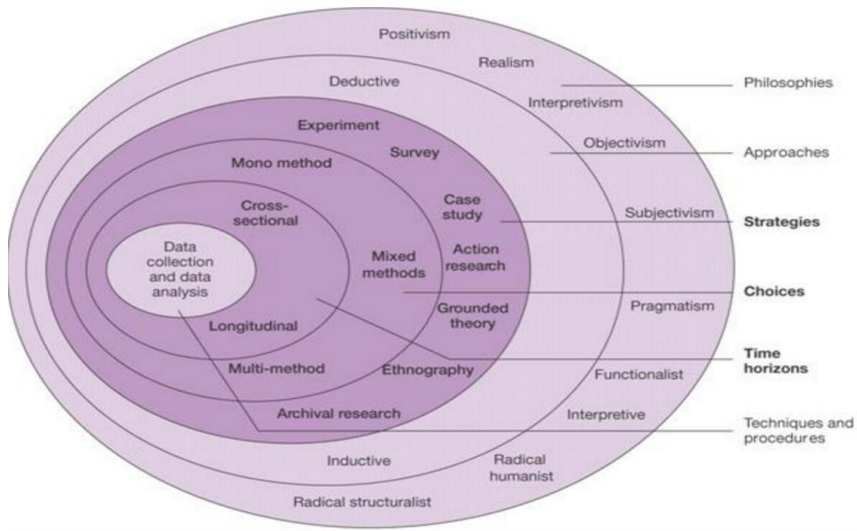 Positivism
Realism
Deductive
Philosophies
Interpretivism
Experiment
Objectivism
Survey
Approaches
Mono method
Cross-
sectional
Case
study
Subjectivism
Strategies
Data
collection
and data
analysis
Mixed
methods
Action
research
Choices
Grounded
theory
Pragmatism
Longitudinal
Time
horizons
Multi-method
Ethnography
Functionalist
Archival research
Interpretive
Techniques and
procedures
Inductive
Radical
humanist
Radical structuralist